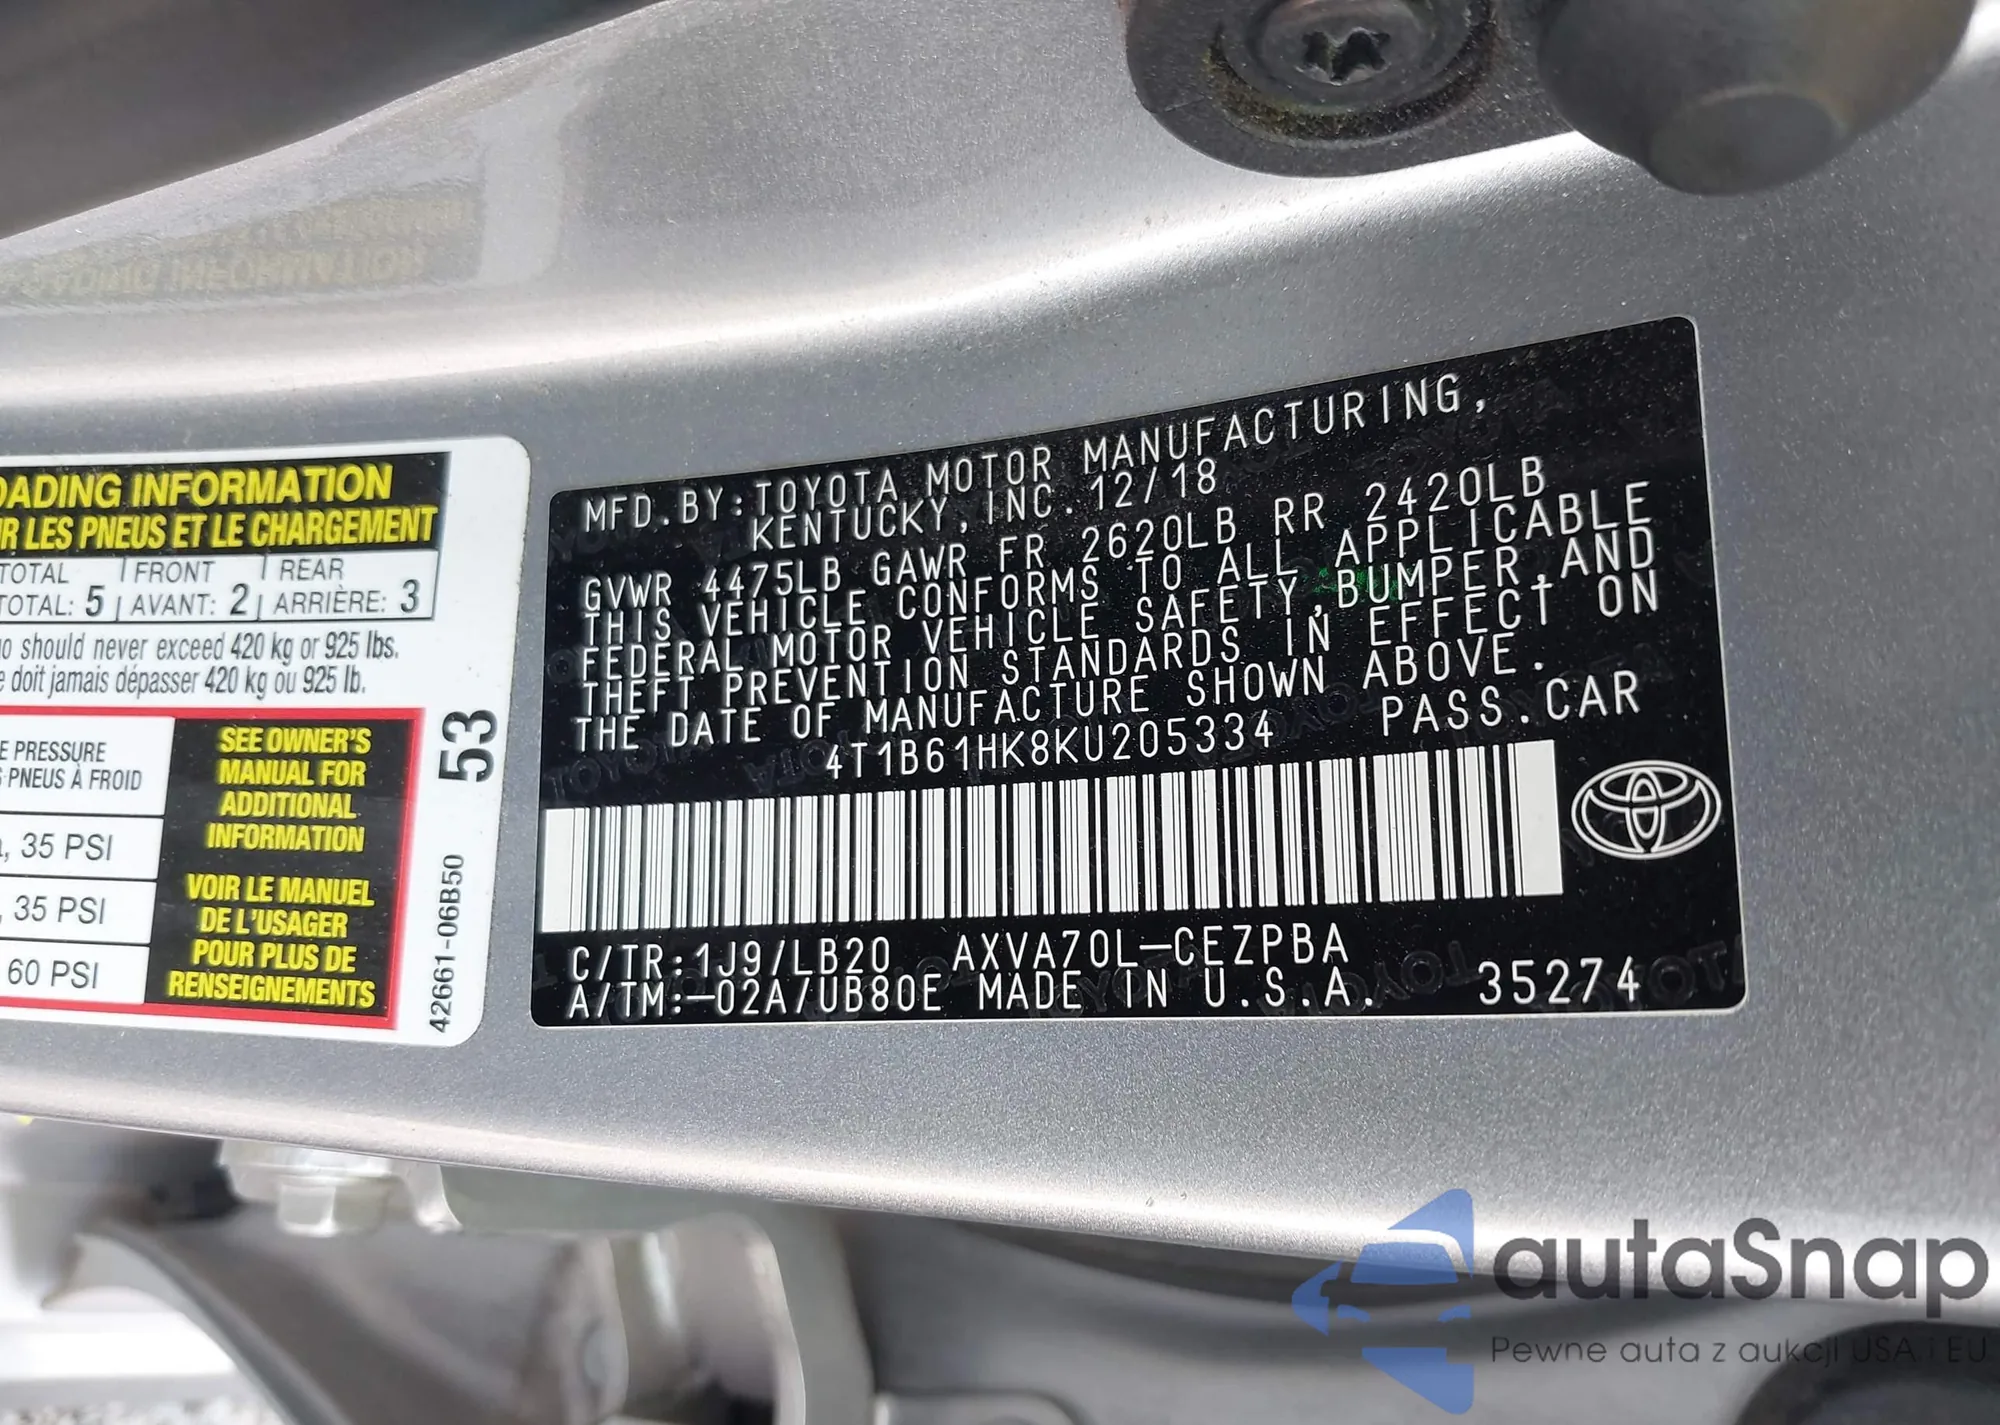 OADING INFORMATION
R LES PNEUS ET LE CHARGEMENT
TOTAL FRONT REAR
TOTAL: 5 AVANT: 2 ARRIÈRE: 3
o should never exceed 420 kg or 925 lbs.
e doit jamais dépasser 420 kg ou 925 lb.
E PRESSURE
PNEUS À FROID
, 35 PSI
, 35 PSI
60 PSI
SEE OWNER'S
MANUAL FOR
ADDITIONAL
INFORMATION
VOIR LE MANUEL
DE L'USAGER
POUR PLUS DE
RENSEIGNEMENTS
53
42661-06B50
MFD.BY:TOYOTA MOTOR MANUFACTURING,
KENTUCKY,INC.12/18
GVWR 4475LB GAWR FR 2620LB RR 2420LB
THIS VEHICLE CONFORMS TO ALL APPLICABLE
FEDERAL MOTOR VEHICLE SAFETY,BUMPER,AND
THEFT PREVENTION STANDARDS IN EFFECT ON
THE DATE OF MANUFACTURE SHOWN ABOVE.
4T1B61HK8KU205334 PASS.CAR
C/TR:1J9/LB20 AXVA70L-CEZPBA
A/TM:-02A/UB80E MADE IN U.S.A. 35274
autaSnap
Pewne auta z aukcji USA i EU